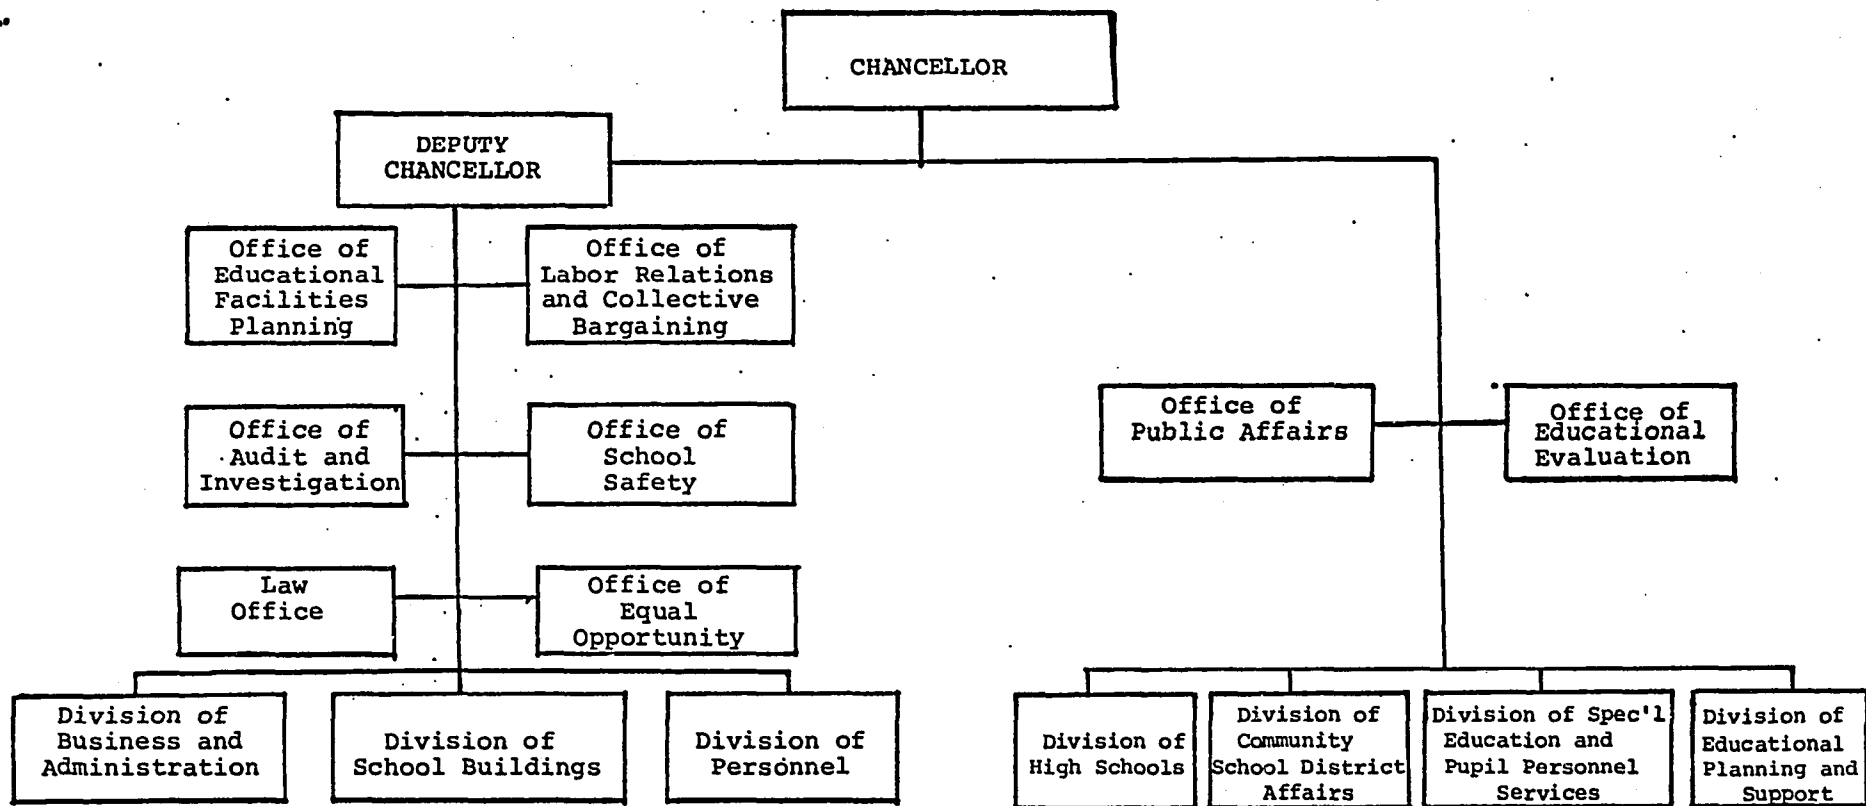 CHANCELLOR
DEPUTY
CHANCELLOR
Office of
Educational
Facilities
Planning
Office of
Labor Relations
and Collective
Bargaining
Office of
Audit and
Investigation
Office of
School
Safety
Office of
Public Affairs
Office of
Educational
Evaluation
Law
Office
Office of
Equal
Opportunity
Division of
Business and
Administration
Division of
School Buildings
Division of
Personnel
Division of
High Schools
Division of
Community
School District
Affairs
Division of Spec'l
Education and
Pupil Personnel
Services
Division of
Educational
Planning and
Support